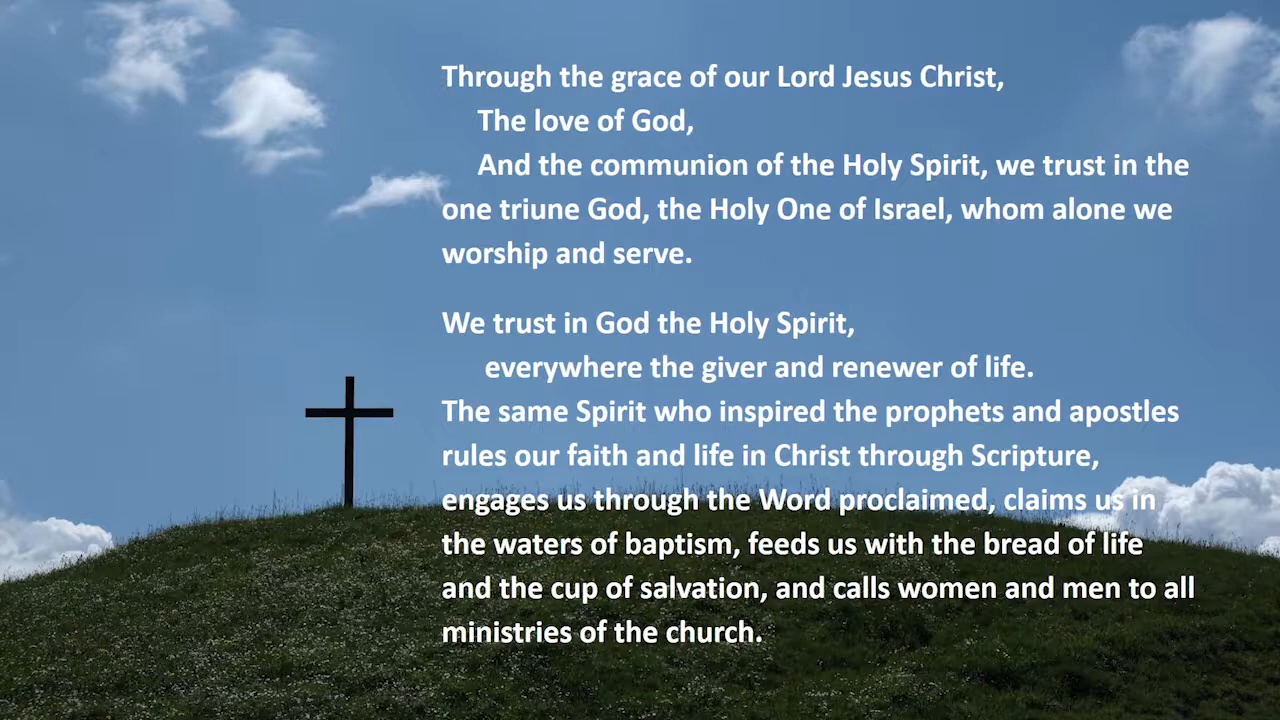 Through the grace of our Lord Jesus Christ,
The love of God,
And the communion of the Holy Spirit, we trust in the
one triune God, the Holy One of Israel, whom alone we
worship and serve.
We trust in God the Holy Spirit,
everywhere the giver and renewer of life.
The same Spirit who inspired the prophets and apostles
rules our faith and life in Christ through Scripture,
engages us through the Word proclaimed, claims us in
the waters of baptism, feeds us with the bread of life
and the cup of salvation, and calls women and men to all
ministries of the church.